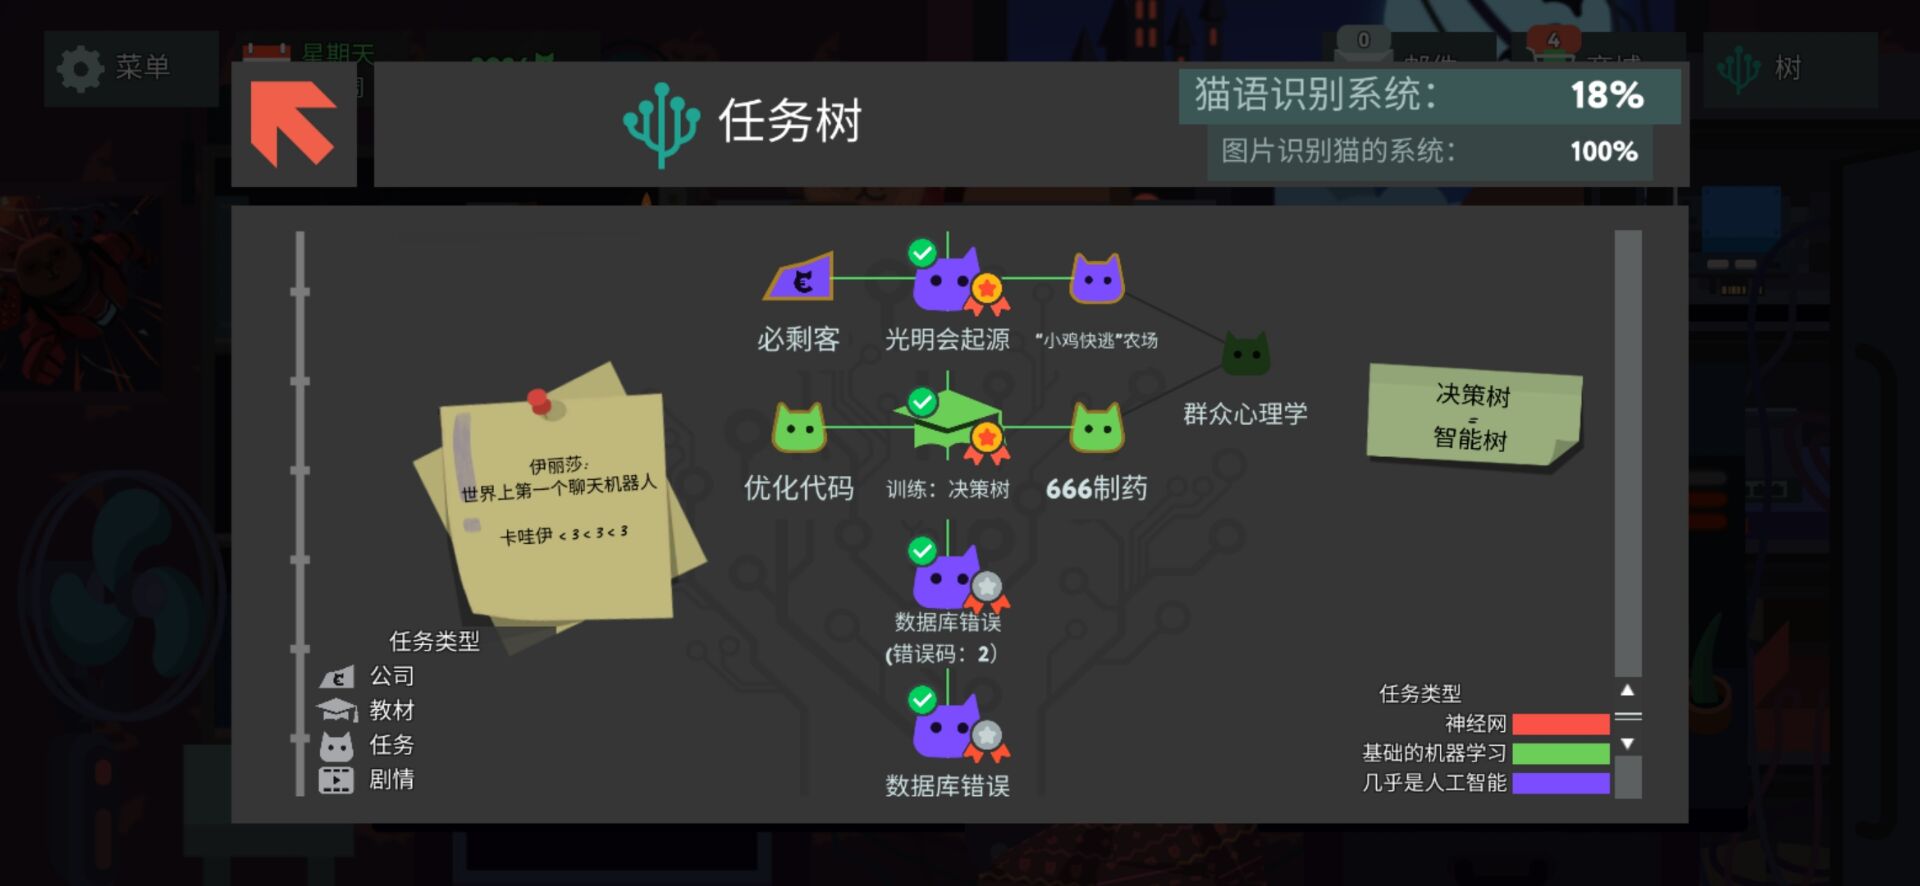 菜单
星期天
0
4
树
任务树
猫语识别系统： 18%
图片识别猫的系统： 100%
必剩客
光明会起源
“小鸡快逃”农场
群众心理学
优化代码
训练：决策树
666制药
伊丽莎：
世界上第一个聊天机器人
卡哇伊 <3<3<3
决策树
=
智能树
数据库错误
(错误码：2）
数据库错误
任务类型
公司
教材
任务
剧情
任务类型
神经网
基础的机器学习
几乎是人工智能